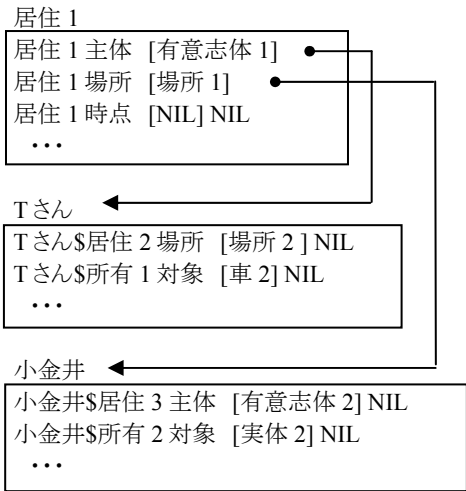 居住 1
居住 1 主体 [有意志体 1]
居住 1 場所 [場所 1]
居住 1 時点 [NIL] NIL
・・・
Tさん
Tさん$居住 2 場所 [場所 2 ] NIL
Tさん$所有 1 対象 [車 2] NIL
・・・
小金井
小金井$居住 3 主体 [有意志体 2] NIL
小金井$所有 2 対象 [実体 2] NIL
・・・